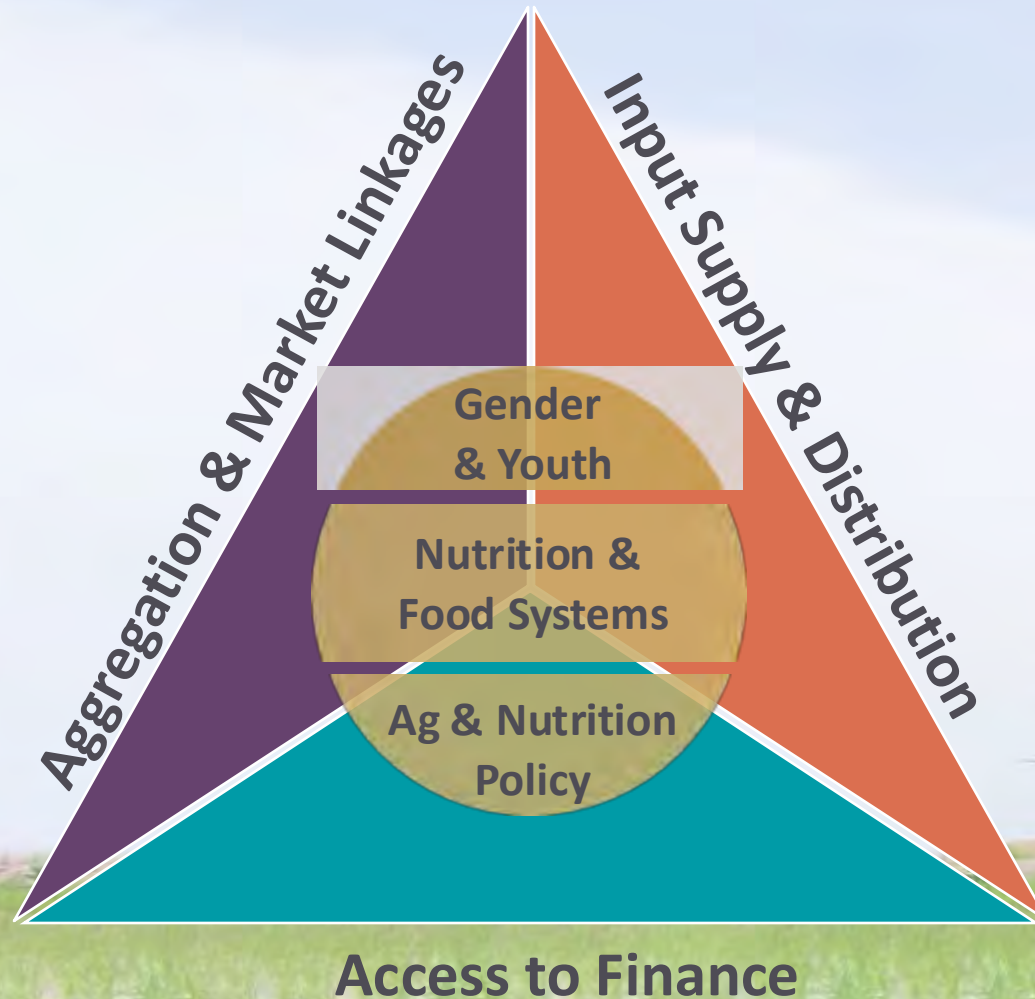 Aggregation & Market Linkages
Input Supply & Distribution
Gender
& Youth
Nutrition &
Food Systems
Ag & Nutrition
Policy
Access to Finance